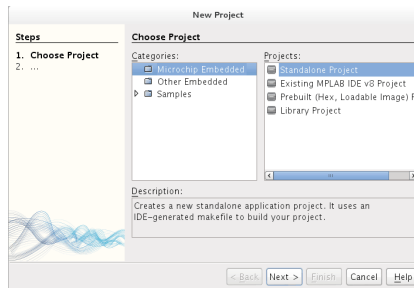 New Project
Steps
1. Choose Project
2. ...
Choose Project
Categories:
Microchip Embedded
Other Embedded
Samples
Projects:
Standalone Project
Existing MPLAB IDE v8 Project
Prebuilt (Hex, Loadable Image)
Library Project
Description:
Creates a new standalone application project. It uses an
IDE-generated makefile to build your project.
< Back
Next >
Finish
Cancel
Help